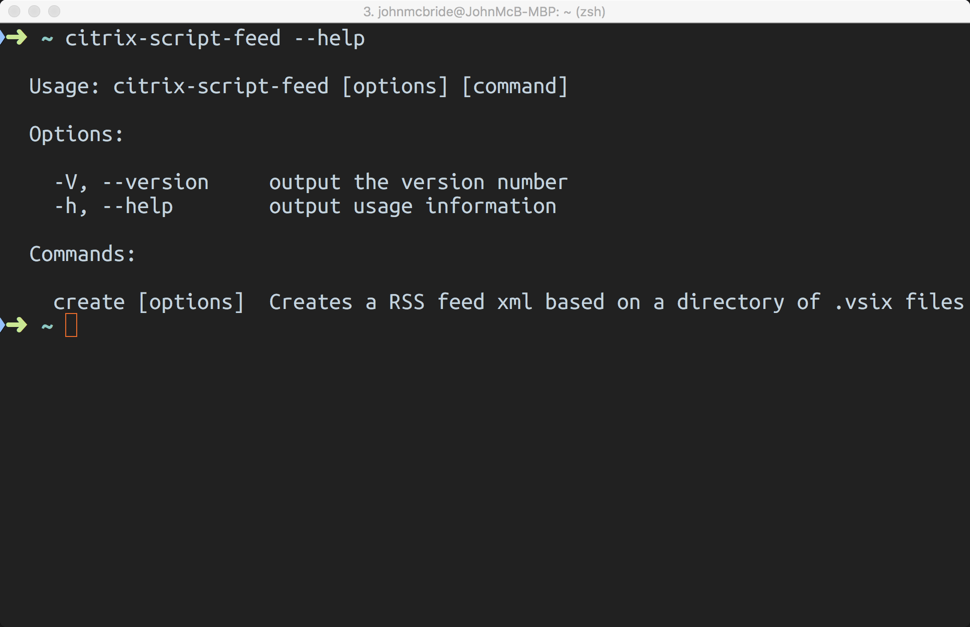 3. johnmcbride@JohnMcB-MBP: ~ (zsh)
➜ ~ citrix-script-feed --help
Usage: citrix-script-feed [options] [command]
Options:
-V, --version output the version number
-h, --help output usage information
Commands:
create [options] Creates a RSS feed xml based on a directory of .vsix files
➜ ~